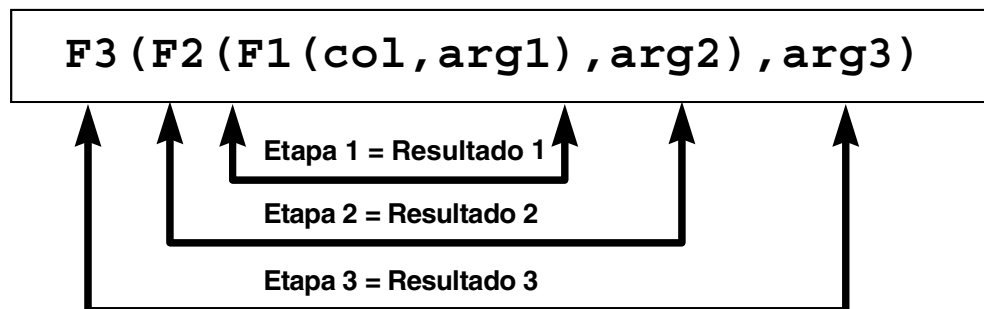 F3(F2(F1(col,arg1),arg2),arg3)
Etapa 1 = Resultado 1
Etapa 2 = Resultado 2
Etapa 3 = Resultado 3